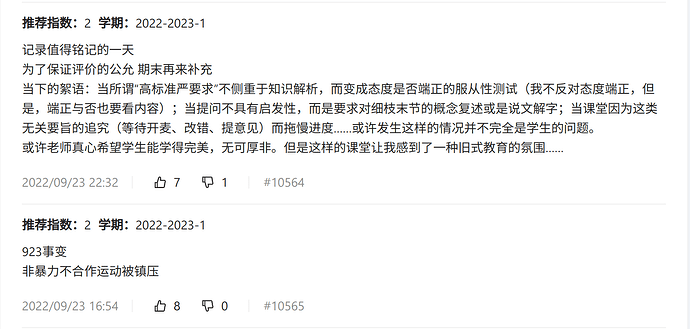 推荐指数：2 学期：2022-2023-1
记录值得铭记的一天
为了保证评价的公允 期末再来补充
当下的絮语：当所谓“高标准严要求”不侧重于知识解析，而变成态度是否端正的服从性测试（我不反对态度端正，但
是，端正与否也要看内容）；当提问不具有启发性，而是要求对细枝末节的概念复述或是说文解字；当课堂因为这类
无关要旨的追究（等待开麦、改错、提意见）而拖慢进度……或许发生这样的情况并不完全是学生的问题。
或许老师真心希望学生能学得完美，无可厚非。但是这样的课堂让我感到了一种旧式教育的氛围……
2022/09/23 22:32 7 1 #10564
推荐指数：2 学期：2022-2023-1
923事变
非暴力不合作运动被镇压
2022/09/23 16:54 8 0 #10565